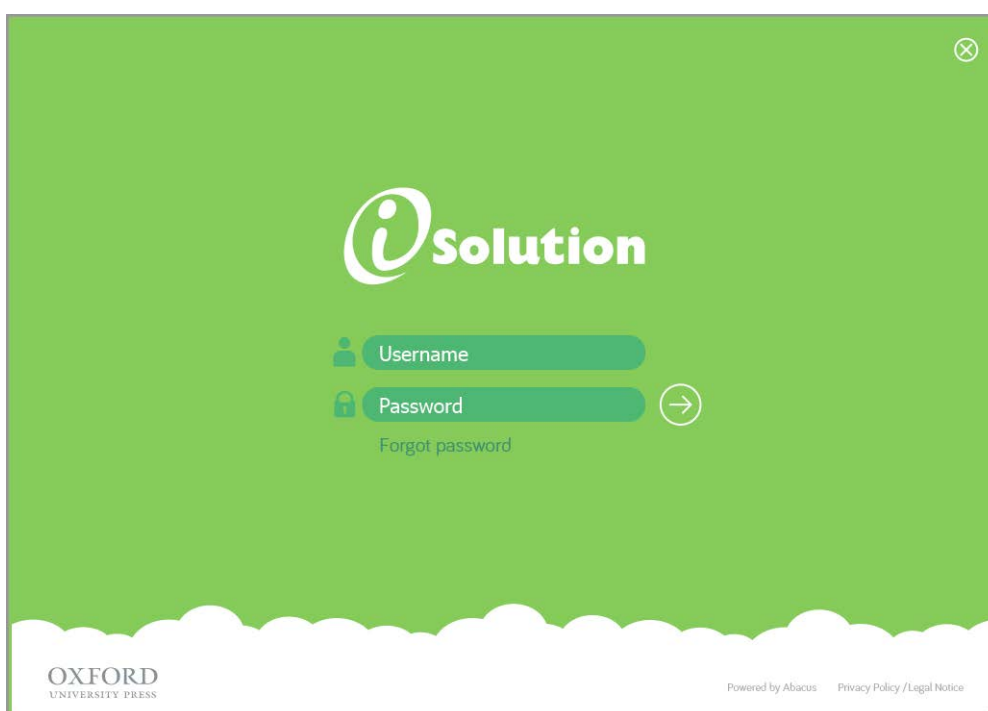 iSolution
Username
Password
Forgot password
OXFORD
UNIVERSITY PRESS
Powered by Abacus Privacy Policy / Legal Notice